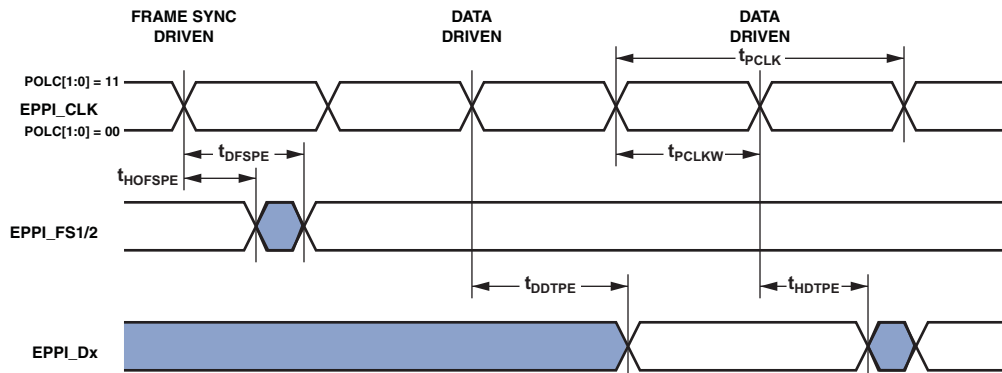 FRAME SYNC
DRIVEN
DATA
DRIVEN
DATA
DRIVEN
tPCLK
POLC[1:0] = 11
EPPI_CLK
POLC[1:0] = 00
tDFSPE
tPCLKW
tHOFSPE
EPPI_FS1/2
tDDTPE
tHDTPE
EPPI_Dx